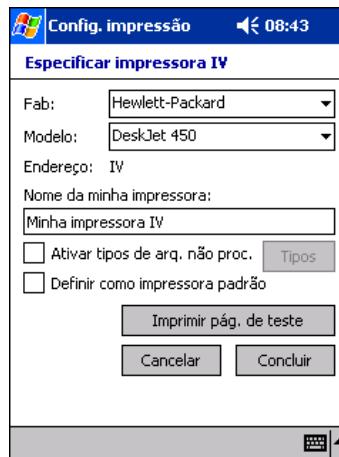 Config. impressão 08:43
Especificar impressora IV
Fab: Hewlett-Packard
Modelo: DeskJet 450
Endereço: IV
Nome da minha impressora:
Minha impressora IV
Ativar tipos de arq. não proc. Tipos
Definir como impressora padrão
Imprimir pág. de teste
Cancelar Concluir